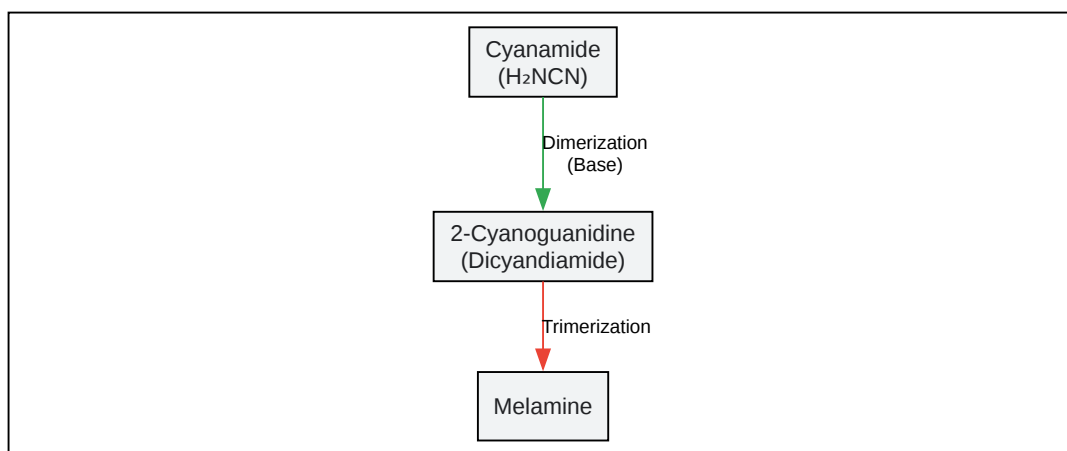 Cyanamide
(H₂NCN)
Dimerization
(Base)
2-Cyanoguanidine
(Dicyandiamide)
Trimerization
Melamine